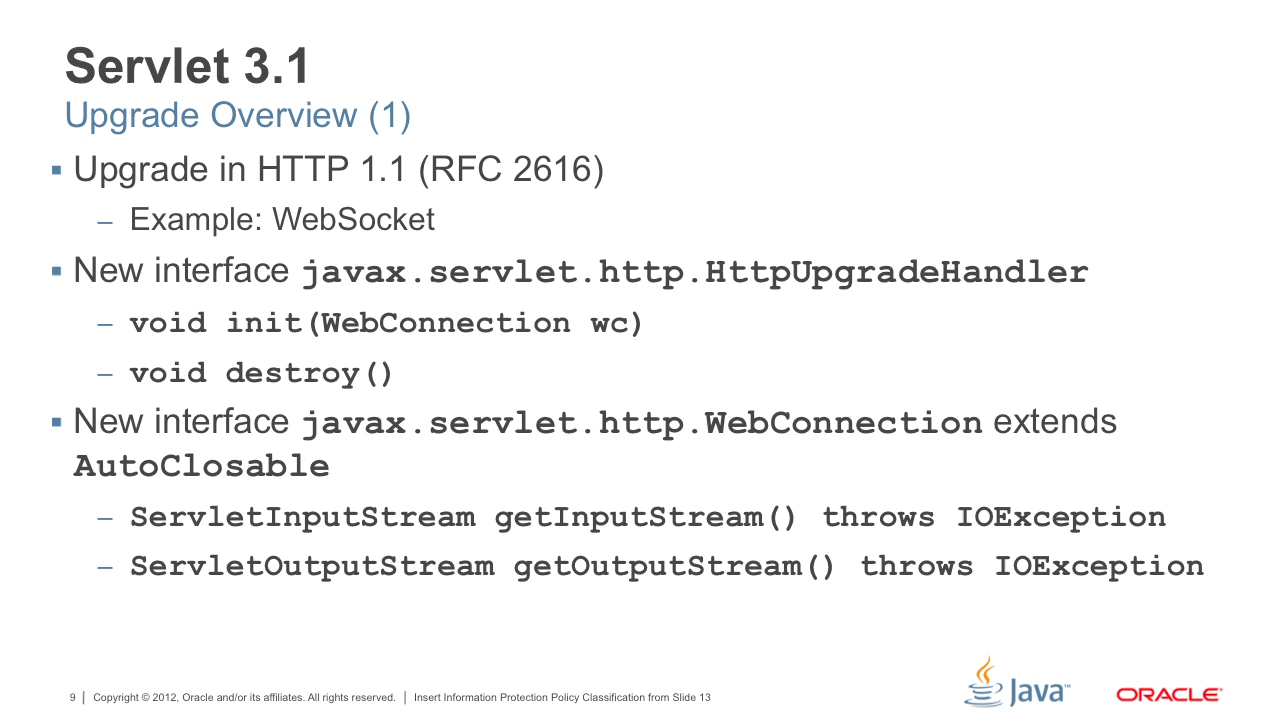 Servlet 3.1
Upgrade Overview (1)
▪ Upgrade in HTTP 1.1 (RFC 2616)
– Example: WebSocket
▪ New interface javax.servlet.http.HttpUpgradeHandler
– void init(WebConnection wc)
– void destroy()
▪ New interface javax.servlet.http.WebConnection extends
AutoClosable
– ServletInputStream getInputStream() throws IOException
– ServletOutputStream getOutputStream() throws IOException
9 | Copyright © 2012, Oracle and/or its affiliates. All rights reserved. | Insert Information Protection Policy Classification from Slide 13
Java™
ORACLE®